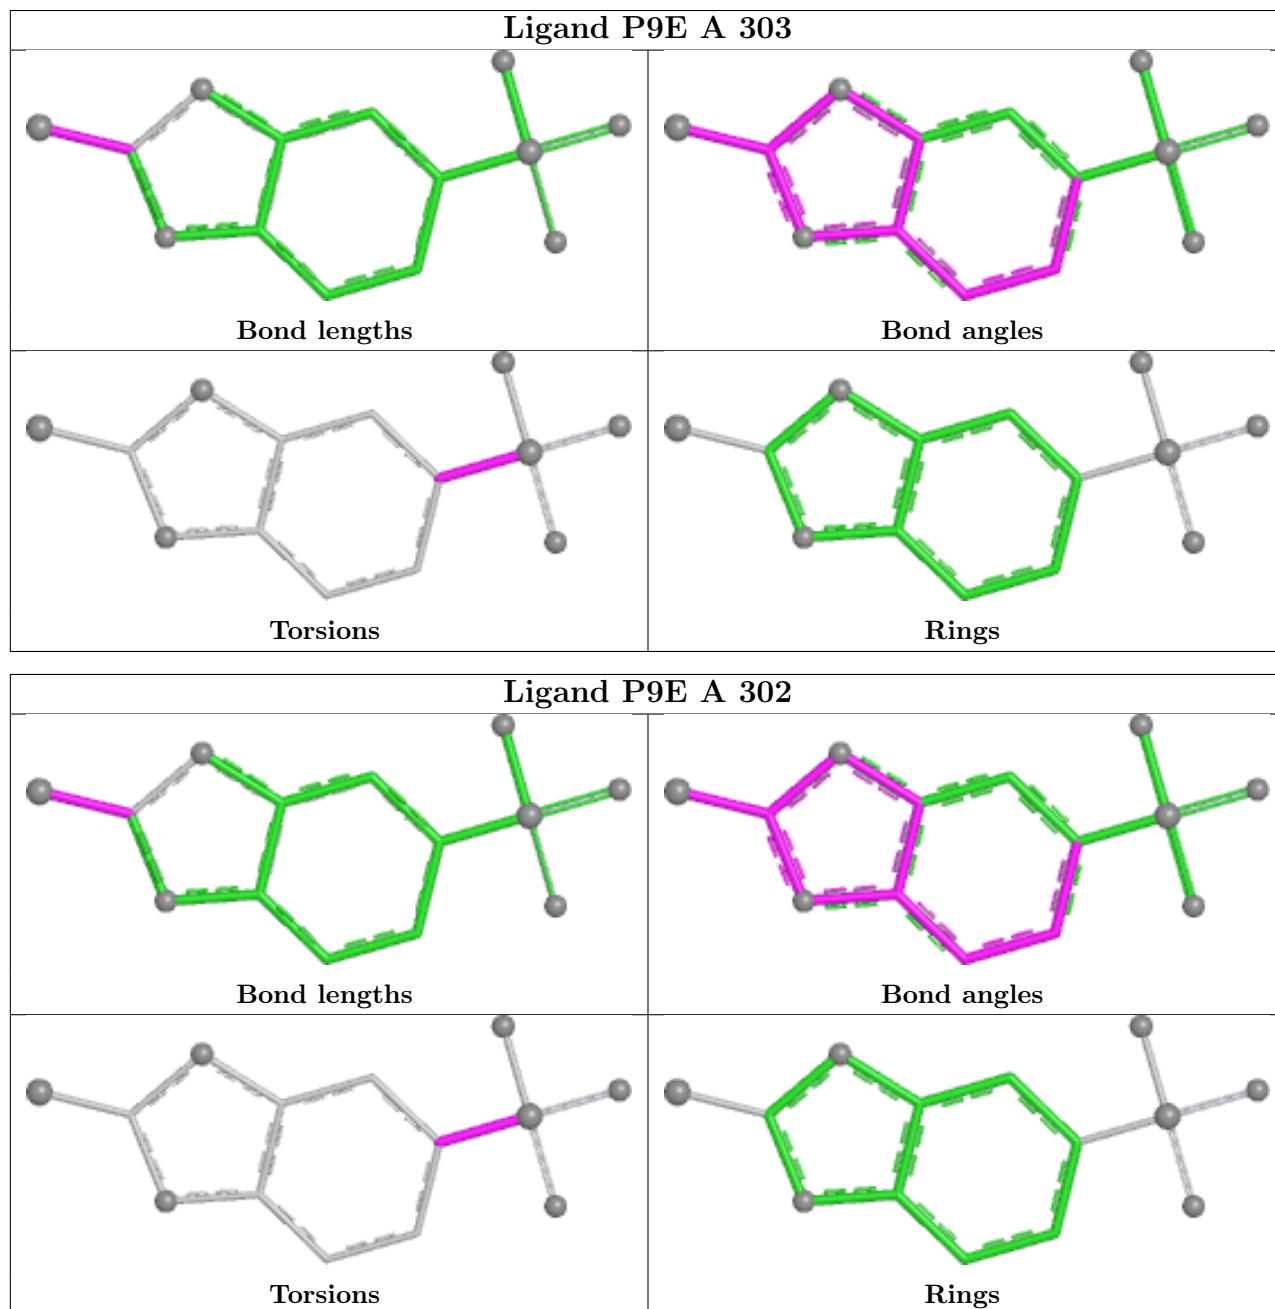 Ligand P9E A 303
Bond lengths
Bond angles
Torsions
Rings
Ligand P9E A 302
Bond lengths
Bond angles
Torsions
Rings